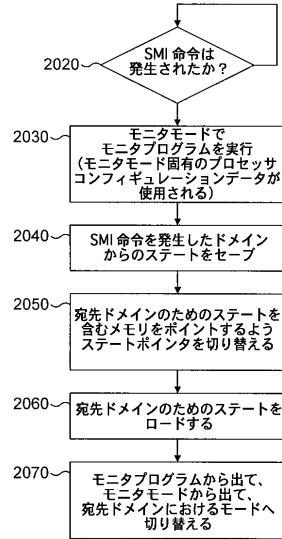 2020
SMI 命令は
発生されたか?
2030
モニタモードで
モニタプログラムを実行
(モニタモード固有のプロセッサ
コンフィギュレーションデータが
使用される)
2040
SMI 命令を発生したドメイン
からのステートをセーブ
2050
宛先ドメインのためのステートを
含むメモリをポイントするよう
ステートポインタを切り替える
2060
宛先ドメインのためのステートを
ロードする
2070
モニタプログラムから出て、
モニタモードから出て、
宛先ドメインにおけるモードへ
切り替える